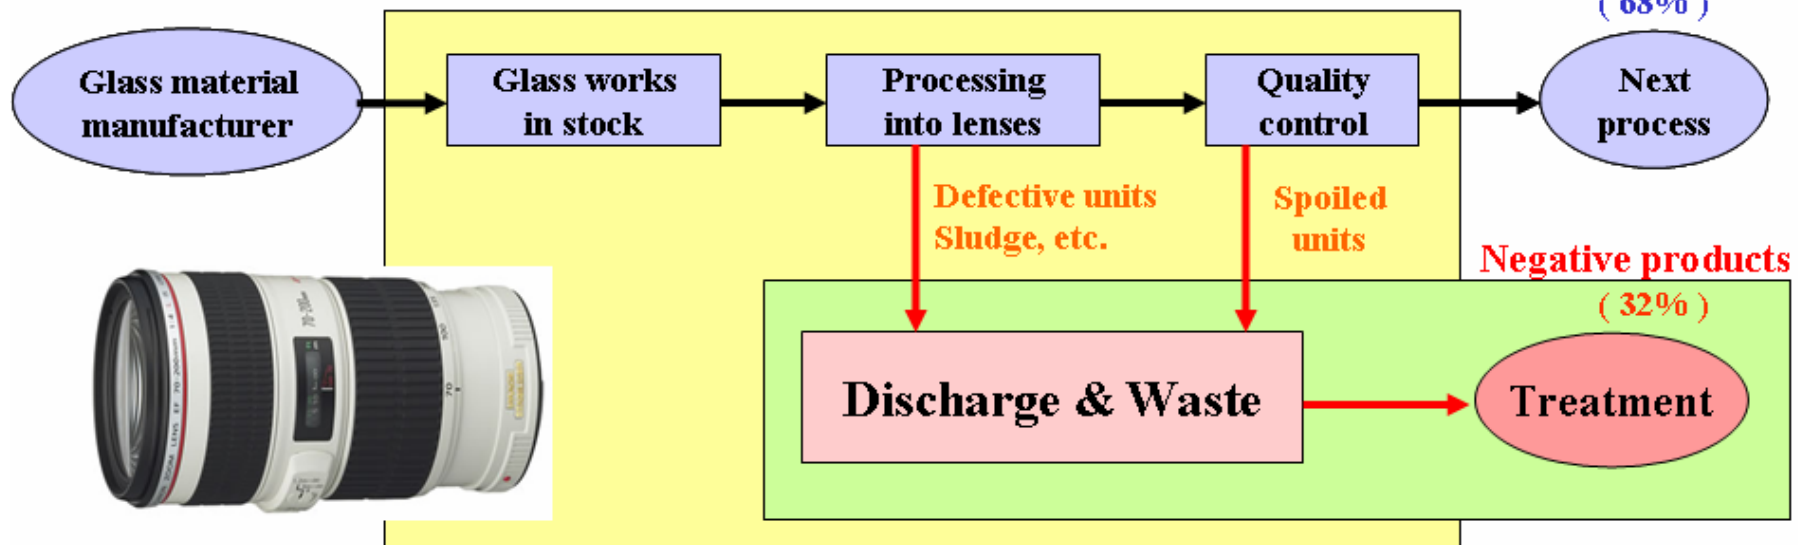 ( 68% )
Glass material
manufacturer
Glass works
in stock
Processing
into lenses
Quality
control
Next
process
Defective units
Sludge, etc.
Spoiled
units
Negative products
( 32% )
Discharge & Waste
Treatment